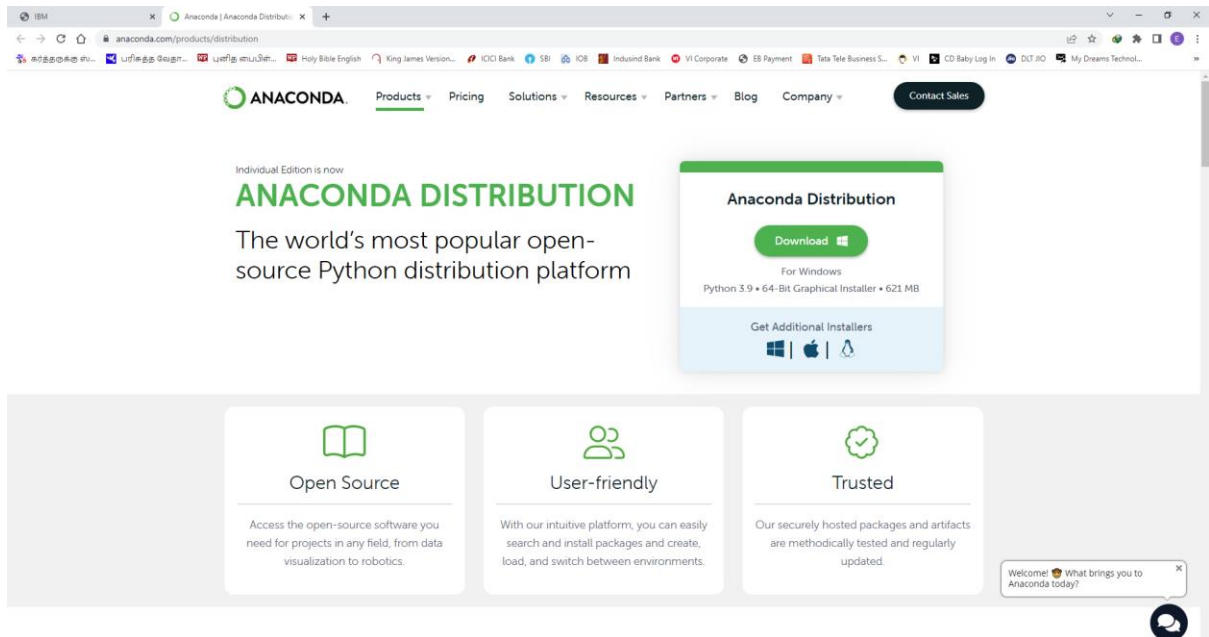 IBM
Anaconda | Anaconda Distributio
anaconda.com/products/distribution
கர்த்தருக்கு ஸ்... பரிசுத்த வேதா... புனித பைபிள்... Holy Bible English King James Version... ICICI Bank SBI IOB Indusind Bank VI Corporate EB Payment Tata Tele Business S... VI CD Baby Log In DLT JIO My Dreams Technol...
ANACONDA.
Products Pricing Solutions Resources Partners Blog Company Contact Sales
Individual Edition is now
ANACONDA DISTRIBUTION
The world's most popular open-
source Python distribution platform
Anaconda Distribution
Download
For Windows
Python 3.9 • 64-Bit Graphical Installer • 621 MB
Get Additional Installers
Open Source
Access the open-source software you
need for projects in any field, from data
visualization to robotics.
User-friendly
With our intuitive platform, you can easily
search and install packages and create,
load, and switch between environments.
Trusted
Our securely hosted packages and artifacts
are methodically tested and regularly
updated.
Welcome! 🤠 What brings you to
Anaconda today?